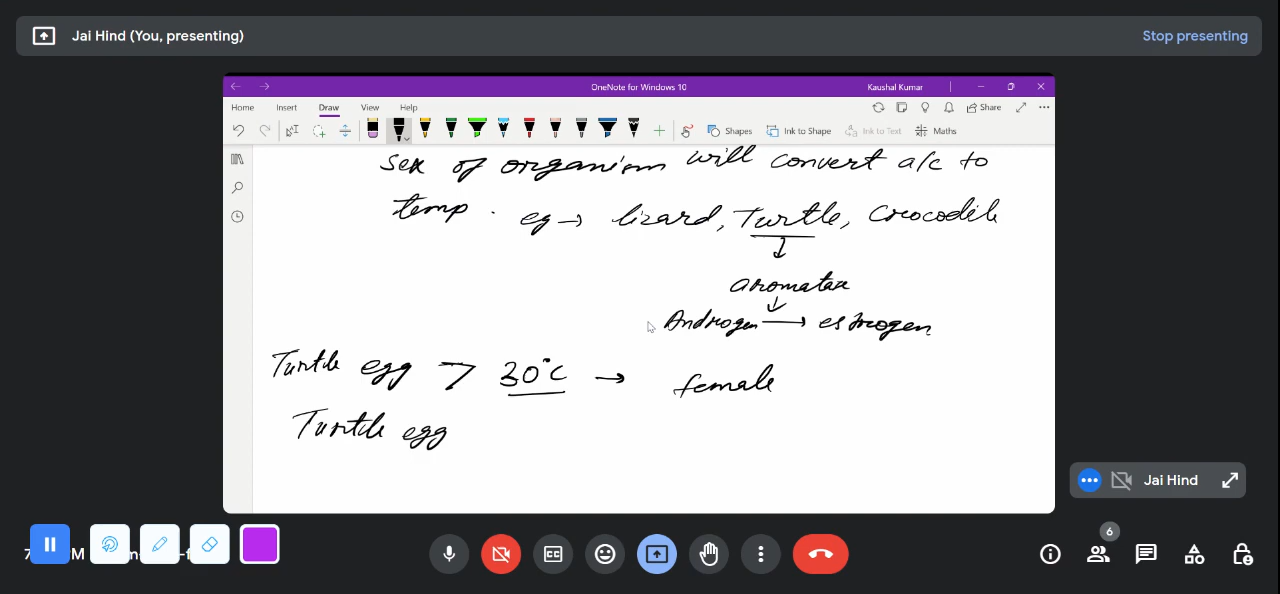 Jai Hind (You, presenting)
Stop presenting
OneNote for Windows 10
Kaushal Kumar
Home Insert Draw View Help
Share
Shapes Ink to Shape Ink to Text Maths
Sex of organism will convert a/c to
temp. eg → lizard, Turtle, Crocodile
↓
aromatase
↓
Androgen → estrogen
Turtle egg > 30°C → female
Turtle egg
Jai Hind
6